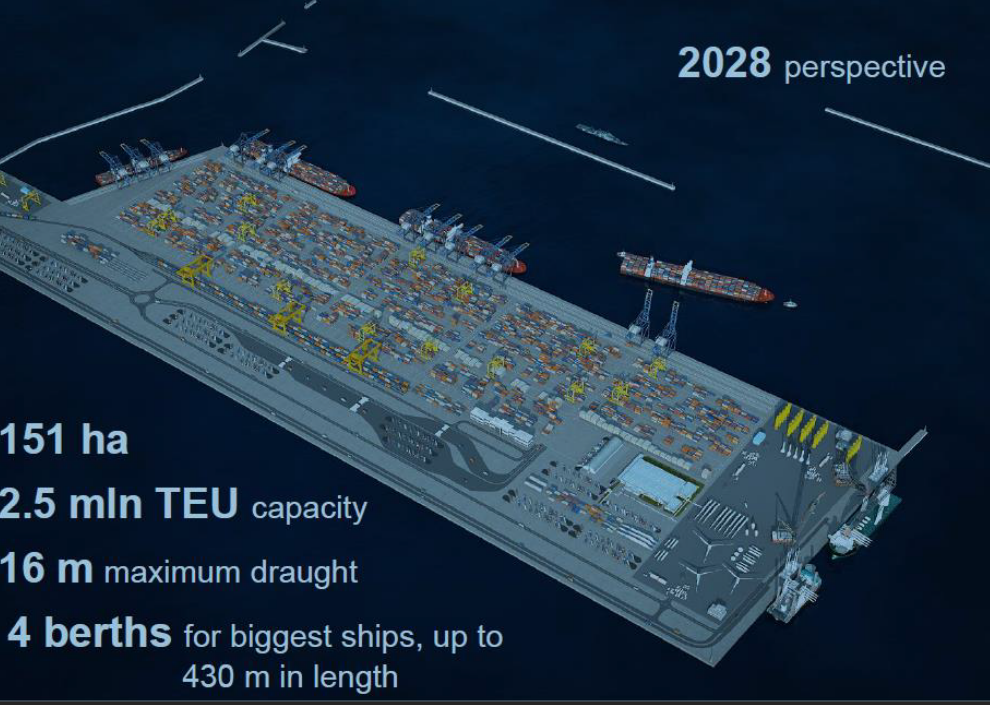 2028 perspective
151 ha
2.5 mln TEU capacity
16 m maximum draught
4 berths for biggest ships, up to
430 m in length